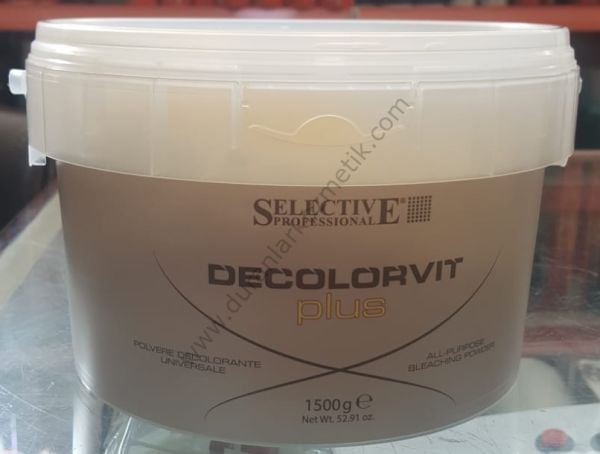 SELECTIVE®
PROFESSIONAL
DECOLORVIT
plus
POLVERE DECOLORANTE
UNIVERSALE
ALL-PURPOSE
BLEACHING POWDER
1500g℮
Net Wt. 52.91 oz.
www.duranlarkozmetik.com